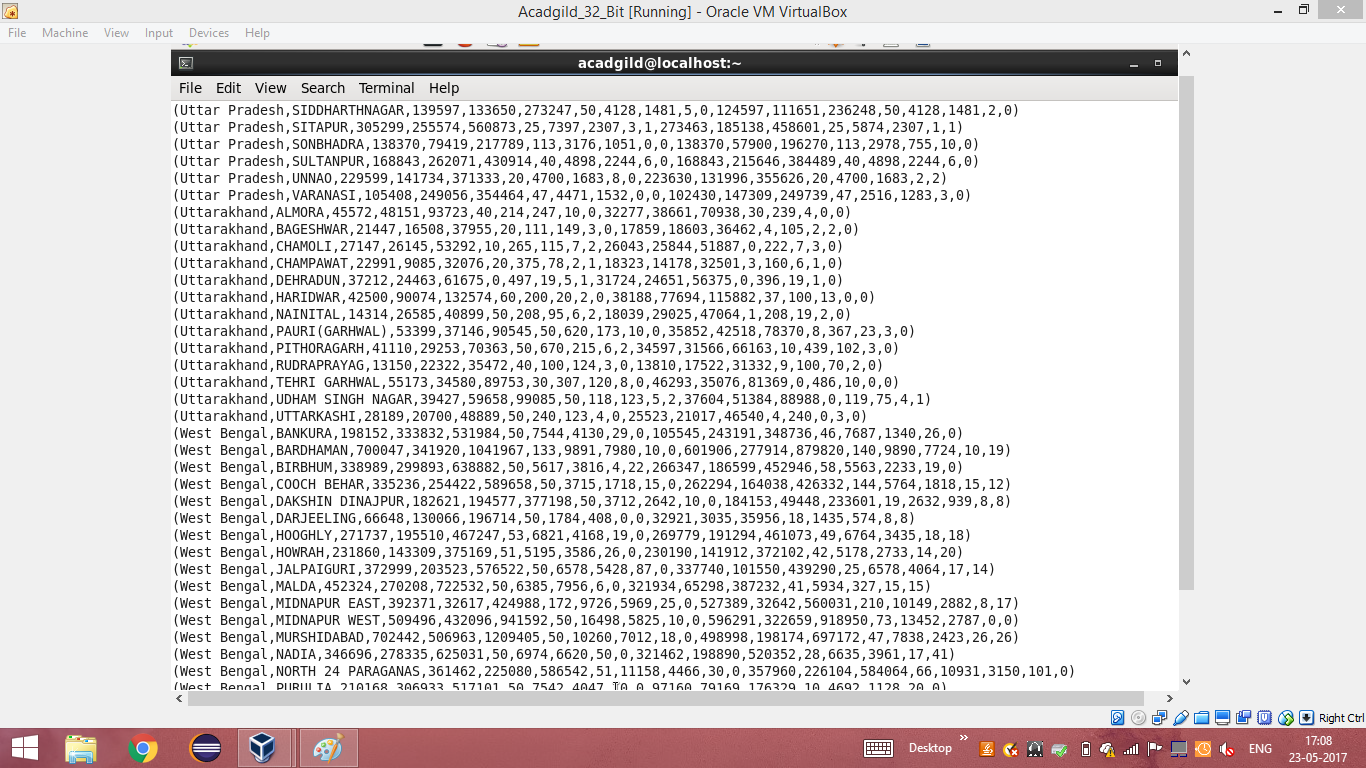 Acadgild_32_Bit [Running] - Oracle VM VirtualBox
File Machine View Input Devices Help
acadgild@localhost:~
File Edit View Search Terminal Help
(Uttar Pradesh,SIDDHARTHNAGAR,139597,133650,273247,50,4128,1481,5,0,124597,111651,236248,50,4128,1481,2,0)
(Uttar Pradesh,SITAPUR,305299,255574,560873,25,7397,2307,3,1,273463,185138,458601,25,5874,2307,1,1)
(Uttar Pradesh,SONBHADRA,138370,79419,217789,113,3176,1051,0,0,138370,57900,196270,113,2978,755,10,0)
(Uttar Pradesh,SULTANPUR,168843,262071,430914,40,4898,2244,6,0,168843,215646,384489,40,4898,2244,6,0)
(Uttar Pradesh,UNNAO,229599,141734,371333,20,4700,1683,8,0,223630,131996,355626,20,4700,1683,2,2)
(Uttar Pradesh,VARANASI,105408,249056,354464,47,4471,1532,0,0,102430,147309,249739,47,2516,1283,3,0)
(Uttarakhand,ALMORA,45572,48151,93723,40,214,247,10,0,32277,38661,70938,30,239,4,0,0)
(Uttarakhand,BAGESHWAR,21447,16508,37955,20,111,149,3,0,17859,18603,36462,4,105,2,2,0)
(Uttarakhand,CHAMOLI,27147,26145,53292,10,265,115,7,2,26043,25844,51887,0,222,7,3,0)
(Uttarakhand,CHAMPAWAT,22991,9085,32076,20,375,78,2,1,18323,14178,32501,3,160,6,1,0)
(Uttarakhand,DEHRADUN,37212,24463,61675,0,497,19,5,1,31724,24651,56375,0,396,19,1,0)
(Uttarakhand,HARIDWAR,42500,90074,132574,60,200,20,2,0,38188,77694,115882,37,100,13,0,0)
(Uttarakhand,NAINITAL,14314,26585,40899,50,208,95,6,2,18039,29025,47064,1,208,19,2,0)
(Uttarakhand,PAURI(GARHWAL),53399,37146,90545,50,620,173,10,0,35852,42518,78370,8,367,23,3,0)
(Uttarakhand,PITHORAGARH,41110,29253,70363,50,670,215,6,2,34597,31566,66163,10,439,102,3,0)
(Uttarakhand,RUDRAPRAYAG,13150,22322,35472,40,100,124,3,0,13810,17522,31332,9,100,70,2,0)
(Uttarakhand,TEHRI GARHWAL,55173,34580,89753,30,307,120,8,0,46293,35076,81369,0,486,10,0,0)
(Uttarakhand,UDHAM SINGH NAGAR,39427,59658,99085,50,118,123,5,2,37604,51384,88988,0,119,75,4,1)
(Uttarakhand,UTTARKASHI,28189,20700,48889,50,240,123,4,0,25523,21017,46540,4,240,0,3,0)
(West Bengal,BANKURA,198152,333832,531984,50,7544,4130,29,0,105545,243191,348736,46,7687,1340,26,0)
(West Bengal,BARDHAMAN,700047,341920,1041967,133,9891,7980,10,0,601906,277914,879820,140,9890,7724,10,19)
(West Bengal,BIRBHUM,338989,299893,638882,50,5617,3816,4,22,266347,186599,452946,58,5563,2233,19,0)
(West Bengal,COOCH BEHAR,335236,254422,589658,50,3715,1718,15,0,262294,164038,426332,144,5764,1818,15,12)
(West Bengal,DAKSHIN DINAJPUR,182621,194577,377198,50,3712,2642,10,0,184153,49448,233601,19,2632,939,8,8)
(West Bengal,DARJEELING,66648,130066,196714,50,1784,408,0,0,32921,3035,35956,18,1435,574,8,8)
(West Bengal,HOOGHLY,271737,195510,467247,53,6821,4168,19,0,269779,191294,461073,49,6764,3435,18,18)
(West Bengal,HOWRAH,231860,143309,375169,51,5195,3586,26,0,230190,141912,372102,42,5178,2733,14,20)
(West Bengal,JALPAIGURI,372999,203523,576522,50,6578,5428,87,0,337740,101550,439290,25,6578,4064,17,14)
(West Bengal,MALDA,452324,270208,722532,50,6385,7956,6,0,321934,65298,387232,41,5934,327,15,15)
(West Bengal,MIDNAPUR EAST,392371,32617,424988,172,9726,5969,25,0,527389,32642,560031,210,10149,2882,8,17)
(West Bengal,MIDNAPUR WEST,509496,432096,941592,50,16498,5825,10,0,596291,322659,918950,73,13452,2787,0,0)
(West Bengal,MURSHIDABAD,702442,506963,1209405,50,10260,7012,18,0,498998,198174,697172,47,7838,2423,26,26)
(West Bengal,NADIA,346696,278335,625031,50,6974,6620,50,0,321462,198890,520352,28,6635,3961,17,41)
(West Bengal,NORTH 24 PARAGANAS,361462,225080,586542,51,11158,4466,30,0,357960,226104,584064,66,10931,3150,101,0)
(West Bengal,PURULIA,210168,306933,517101,50,7542,4047,10,0,97160,79169,176329,10,4692,1128,20,0)
Right Ctrl
Desktop
ENG
17:08
23-05-2017